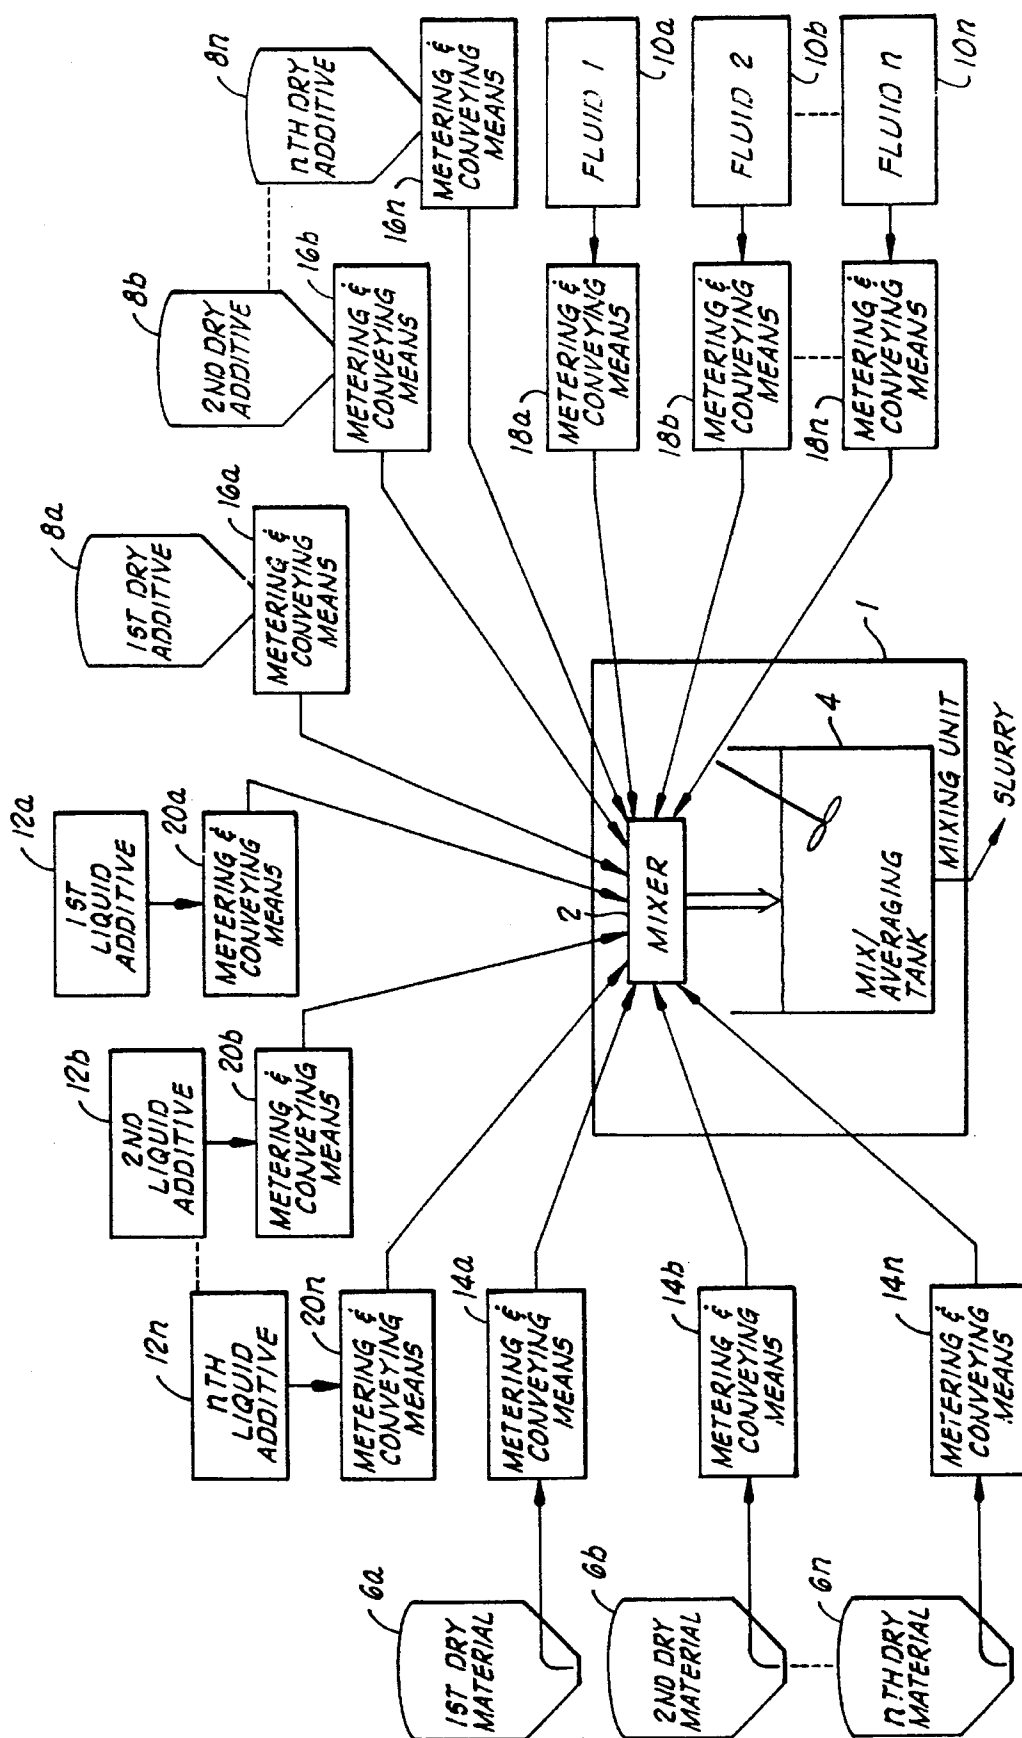 12n
nTH
LIQUID
ADDITIVE
12b
2ND
LIQUID
ADDITIVE
12a
1ST
LIQUID
ADDITIVE
8a
1ST DRY
ADDITIVE
8b
2ND DRY
ADDITIVE
8n
nTH DRY
ADDITIVE
20n
METERING &
CONVEYING
MEANS
20b
METERING &
CONVEYING
MEANS
20a
METERING &
CONVEYING
MEANS
16a
METERING &
CONVEYING
MEANS
16b
METERING &
CONVEYING
MEANS
16n
METERING &
CONVEYING
MEANS
6a
1ST DRY
MATERIAL
14a
METERING &
CONVEYING
MEANS
18a
METERING &
CONVEYING
MEANS
FLUID 1
10a
6b
2ND DRY
MATERIAL
14b
METERING &
CONVEYING
MEANS
2
MIXER
18b
METERING &
CONVEYING
MEANS
FLUID 2
10b
6n
nTH DRY
MATERIAL
14n
METERING &
CONVEYING
MEANS
18n
METERING &
CONVEYING
MEANS
FLUID n
10n
1
4
MIX/
AVERAGING
TANK
MIXING UNIT
SLURRY